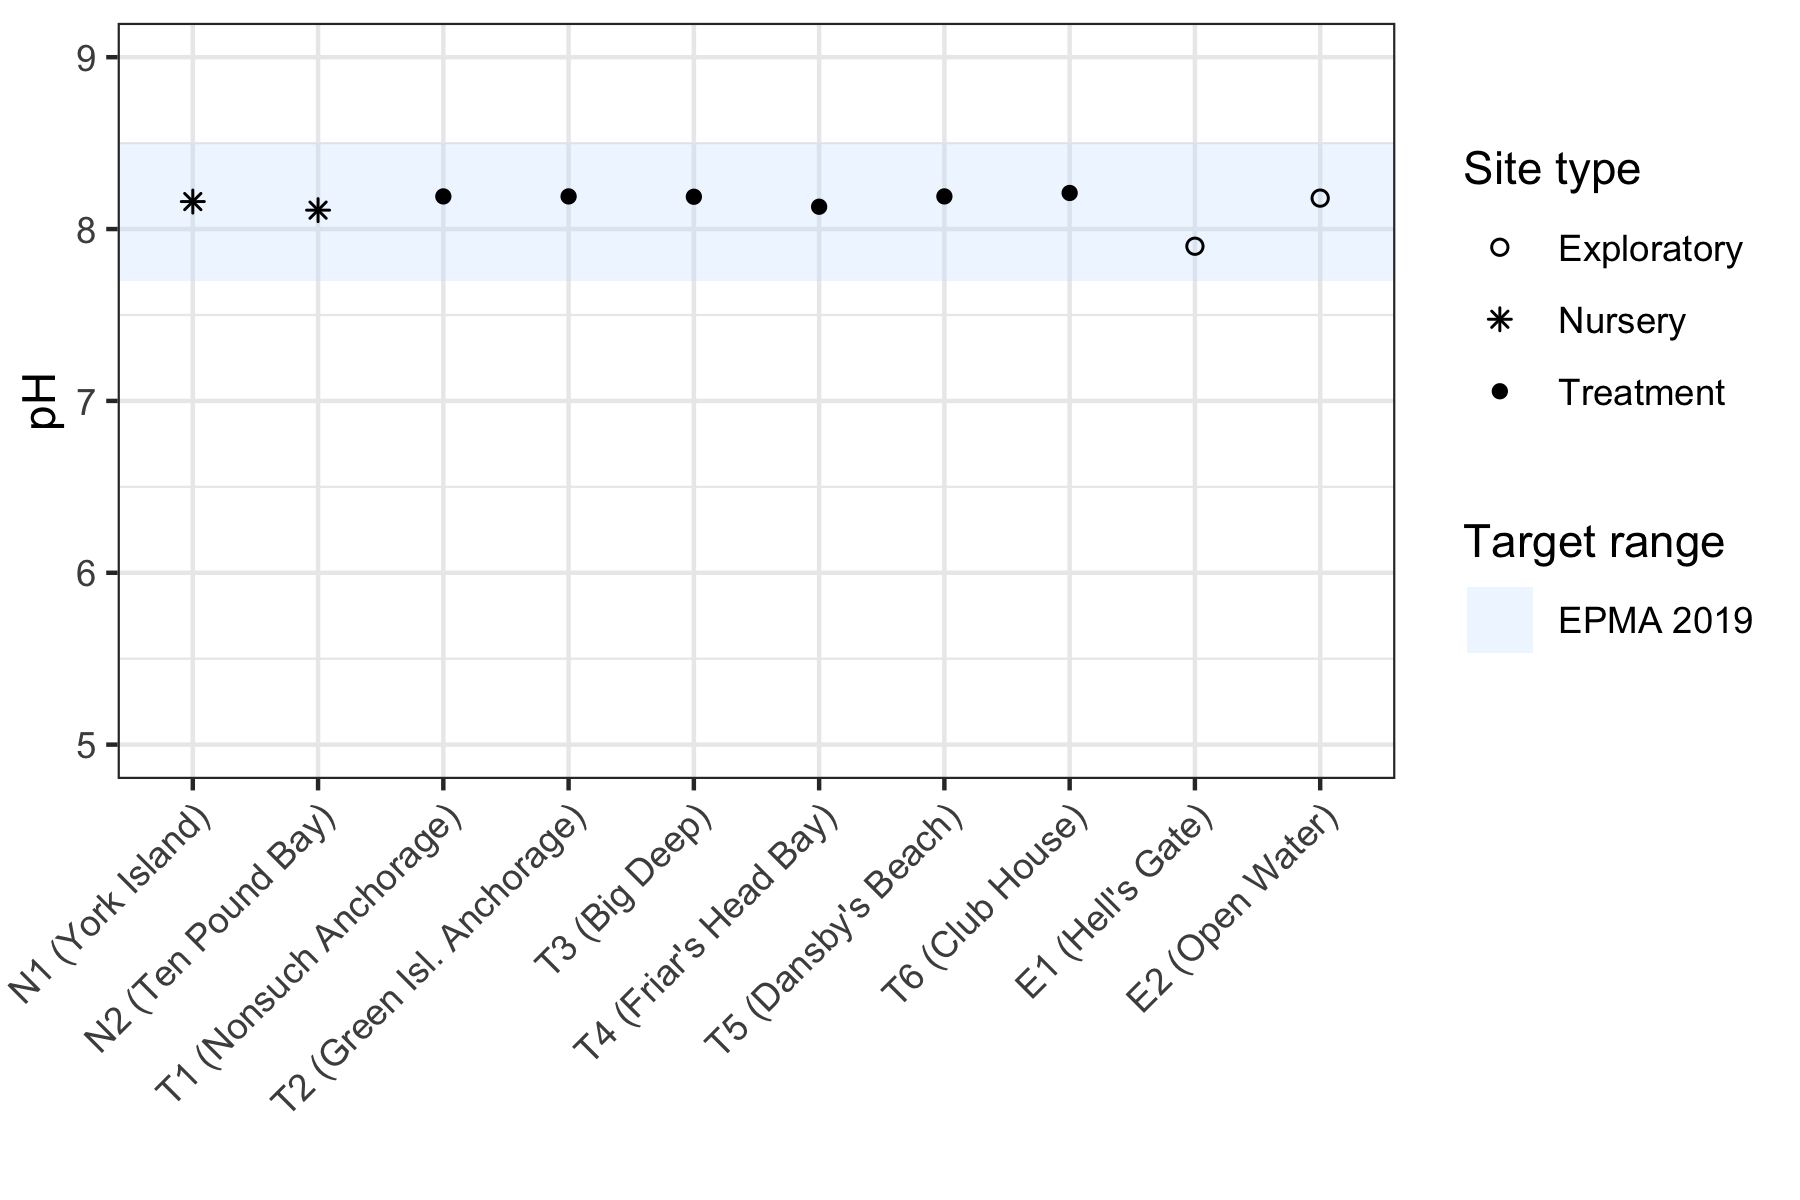 9
8
7
6
5
pH
N1 (York Island)
N2 (Ten Pound Bay)
T1 (Nonsuch Anchorage)
T2 (Green Isl. Anchorage)
T3 (Big Deep)
T4 (Friar's Head Bay)
T5 (Dansby's Beach)
T6 (Club House)
E1 (Hell's Gate)
E2 (Open Water)
Site type
Exploratory
Nursery
Treatment
Target range
EPMA 2019